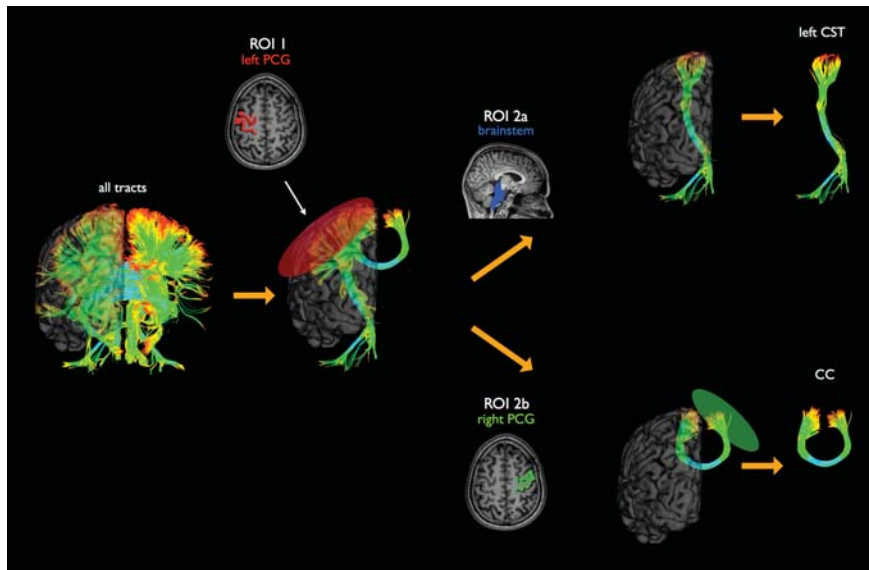 ROI 1
left PCG
all tracts
ROI 2a
brainstem
left CST
ROI 2b
right PCG
CC